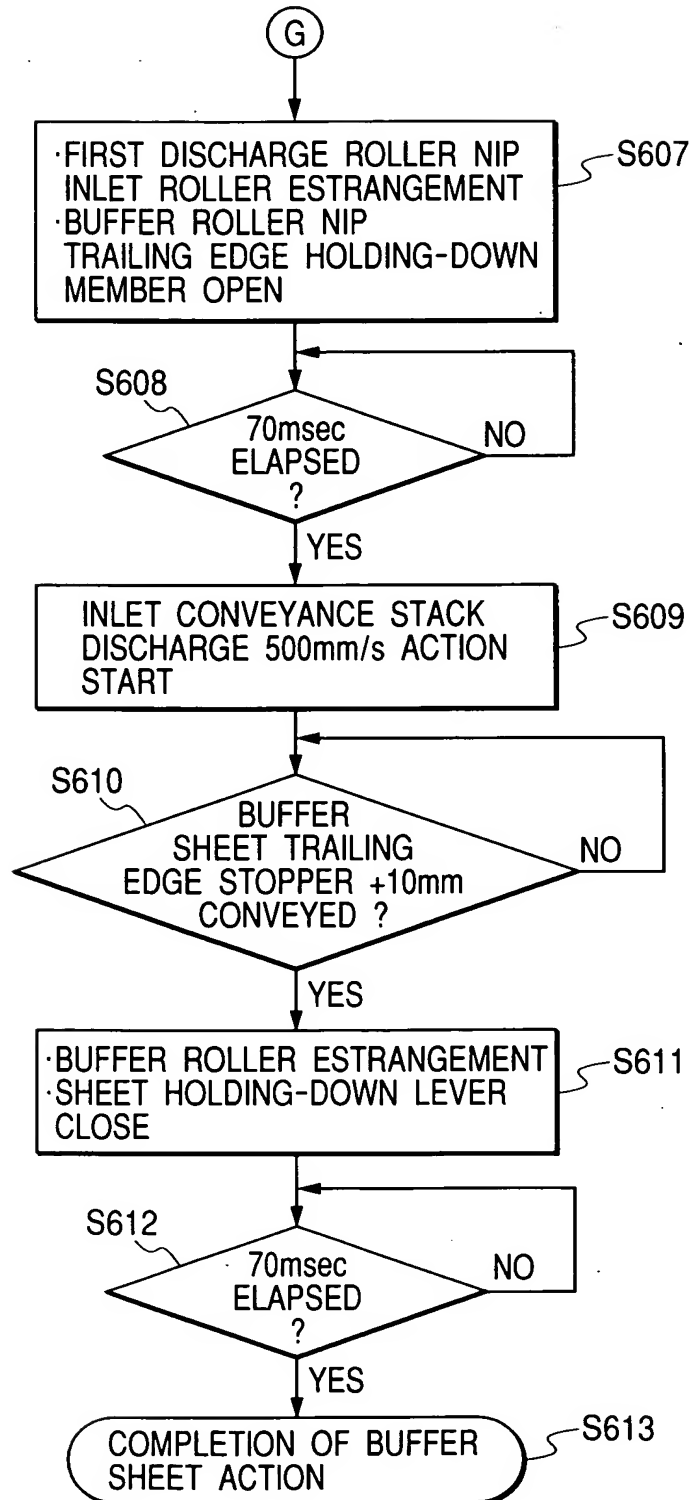 G
·FIRST DISCHARGE ROLLER NIP
INLET ROLLER ESTRANGEMENT
·BUFFER ROLLER NIP
TRAILING EDGE HOLDING-DOWN
MEMBER OPEN
S607
S608
70msec
ELAPSED
?
NO
YES
INLET CONVEYANCE STACK
DISCHARGE 500mm/s ACTION
START
S609
S610
BUFFER
SHEET TRAILING
EDGE STOPPER +10mm
CONVEYED ?
NO
YES
·BUFFER ROLLER ESTRANGEMENT
·SHEET HOLDING-DOWN LEVER
CLOSE
S611
S612
70msec
ELAPSED
?
NO
YES
COMPLETION OF BUFFER
SHEET ACTION
S613